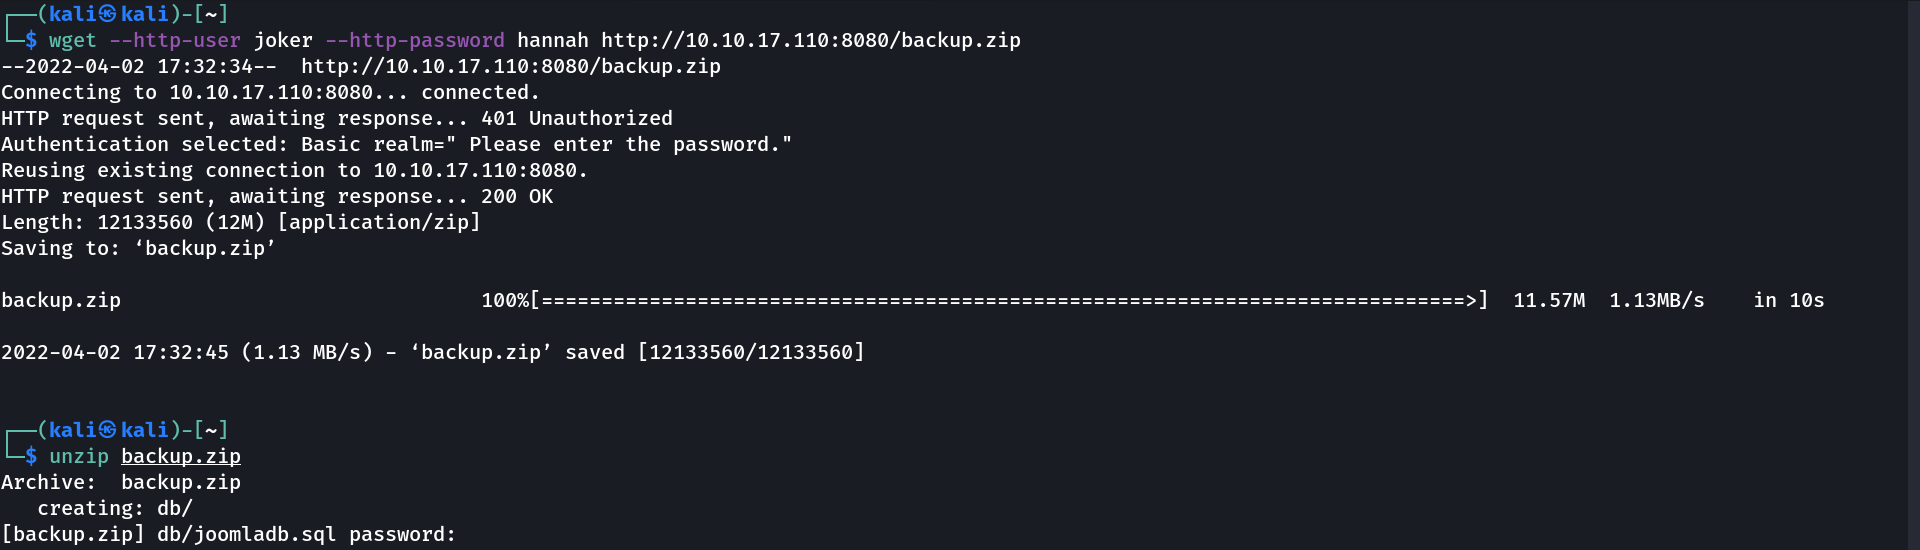 ┌──(kali㉿kali)-[~]
└─$ wget --http-user joker --http-password hannah http://10.10.17.110:8080/backup.zip
--2022-04-02 17:32:34--  http://10.10.17.110:8080/backup.zip
Connecting to 10.10.17.110:8080... connected.
HTTP request sent, awaiting response... 401 Unauthorized
Authentication selected: Basic realm=" Please enter the password."
Reusing existing connection to 10.10.17.110:8080.
HTTP request sent, awaiting response... 200 OK
Length: 12133560 (12M) [application/zip]
Saving to: ‘backup.zip’
backup.zip                              100%[=============================================================================>]  11.57M  1.13MB/s    in 10s
2022-04-02 17:32:45 (1.13 MB/s) - ‘backup.zip’ saved [12133560/12133560]
┌──(kali㉿kali)-[~]
└─$ unzip backup.zip
Archive:  backup.zip
   creating: db/
[backup.zip] db/joomladb.sql password: